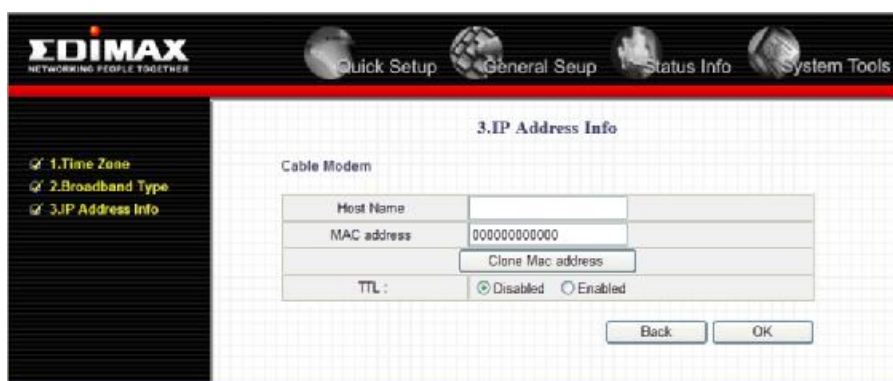 EDIMAX
NETWORKING PEOPLE TOGETHER
Quick Setup
General Seup
Status Info
System Tools
3.IP Address Info
1.Time Zone
2.Broadband Type
3.IP Address Info
Cable Modem
Host Name
MAC address 000000000000
Clone Mac address
TTL : Disabled Enabled
Back OK